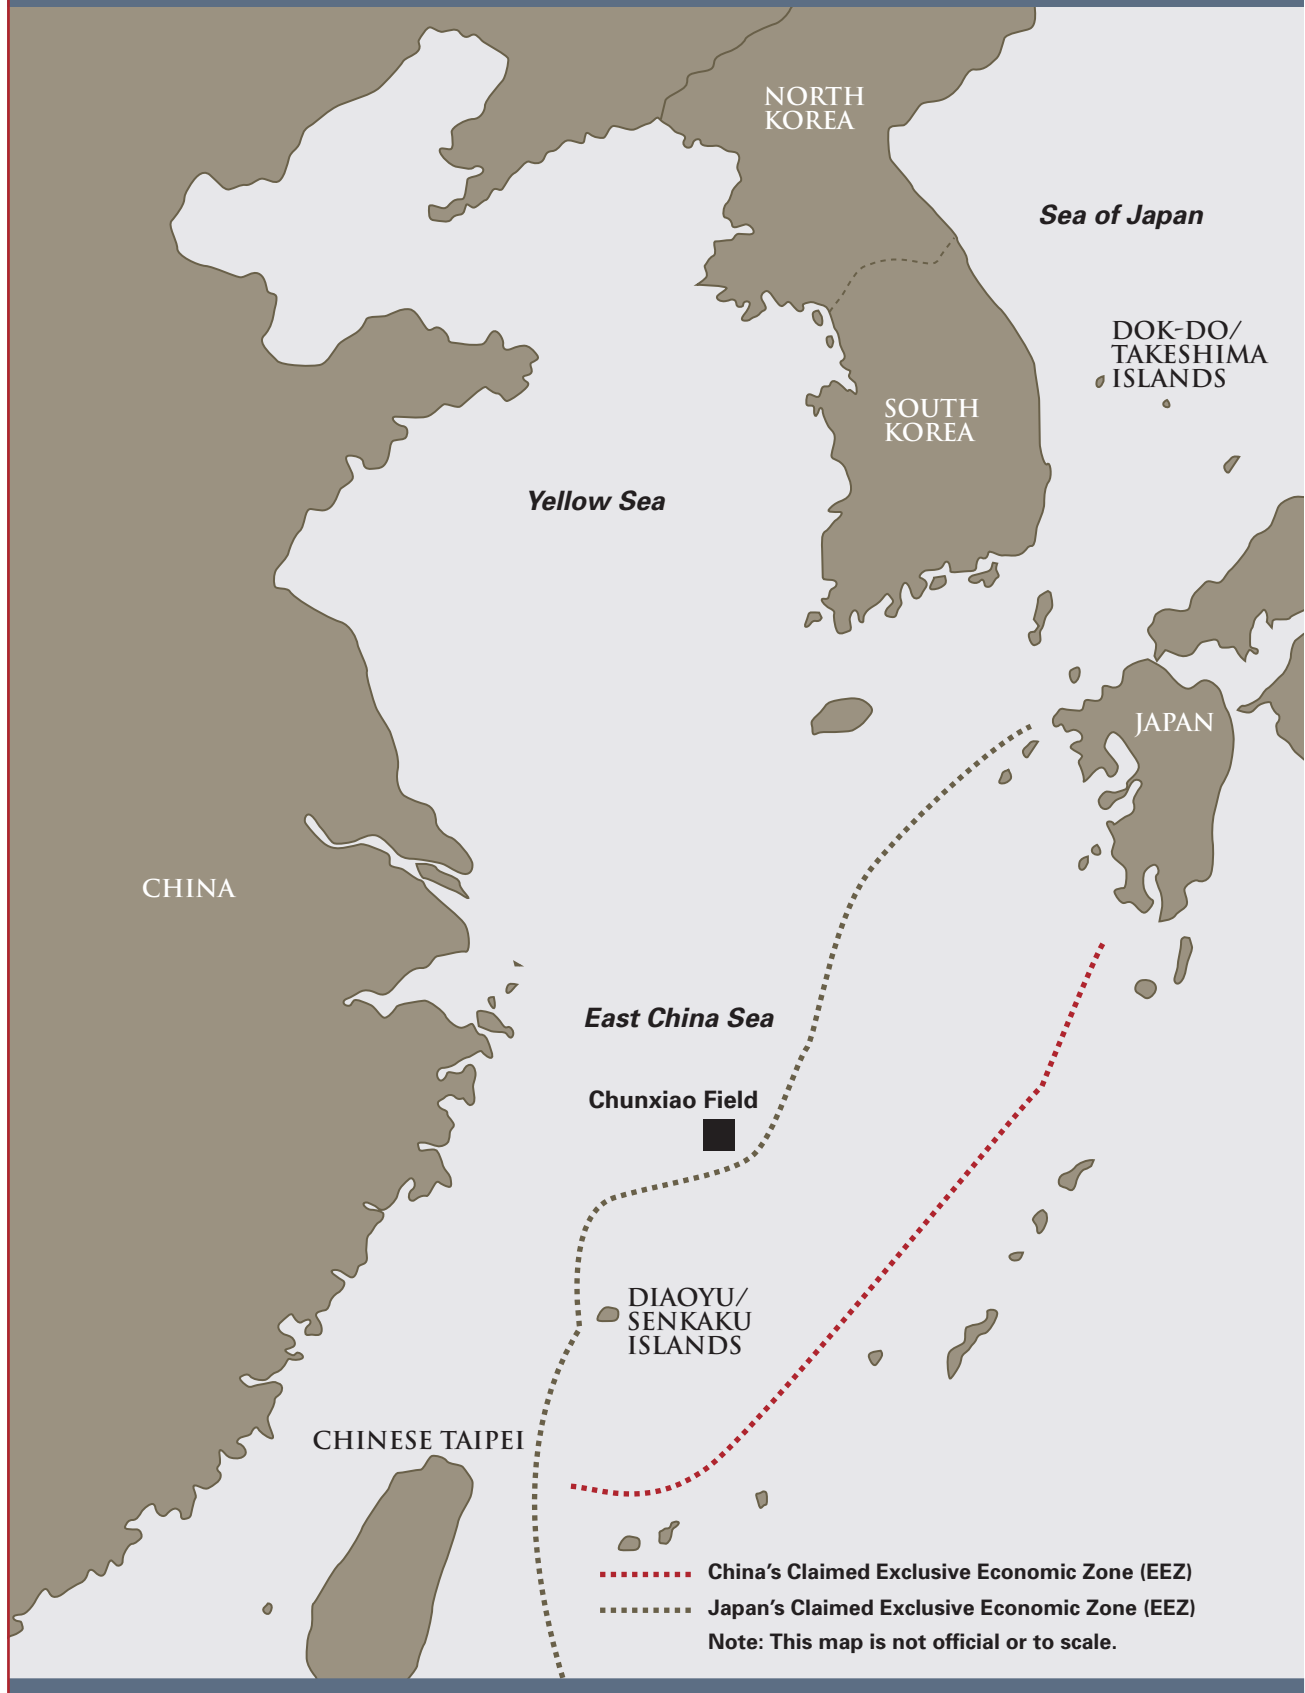 NORTH
KOREA
Sea of Japan
DOK-DO/
TAKESHIMA
ISLANDS
SOUTH
KOREA
Yellow Sea
JAPAN
CHINA
East China Sea
Chunxiao Field
DIAOYU/
SENKAKU
ISLANDS
CHINESE TAIPEI
China's Claimed Exclusive Economic Zone (EEZ)
Japan's Claimed Exclusive Economic Zone (EEZ)
Note: This map is not official or to scale.